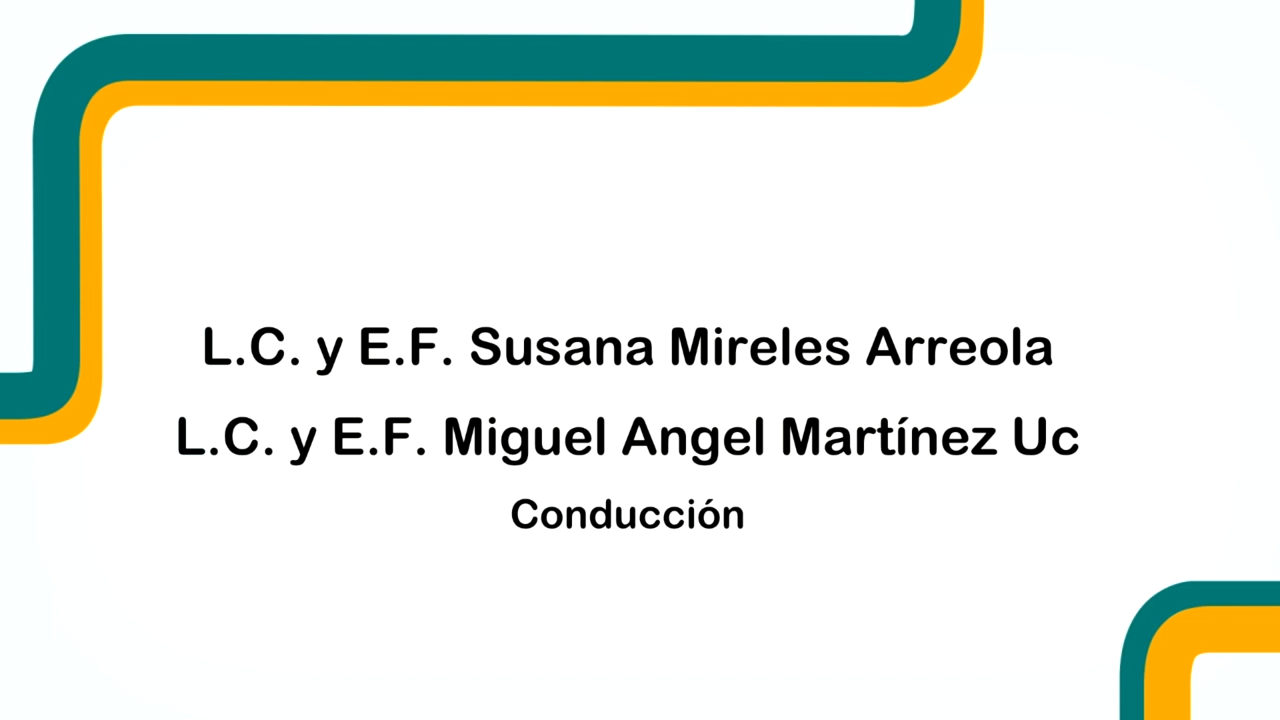 L.C. y E.F. Susana Mireles Arreola
L.C. y E.F. Miguel Angel Martínez Uc
Conducción